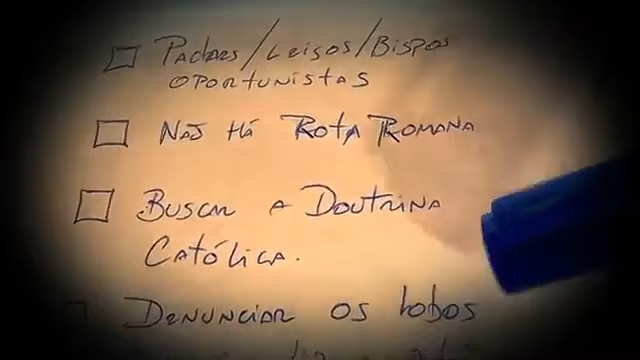 Padres/Leigos/Bispos
oportunistas
Não há Rota Romana
Buscar a Doutrina
Católica.
Denunciar os lobos